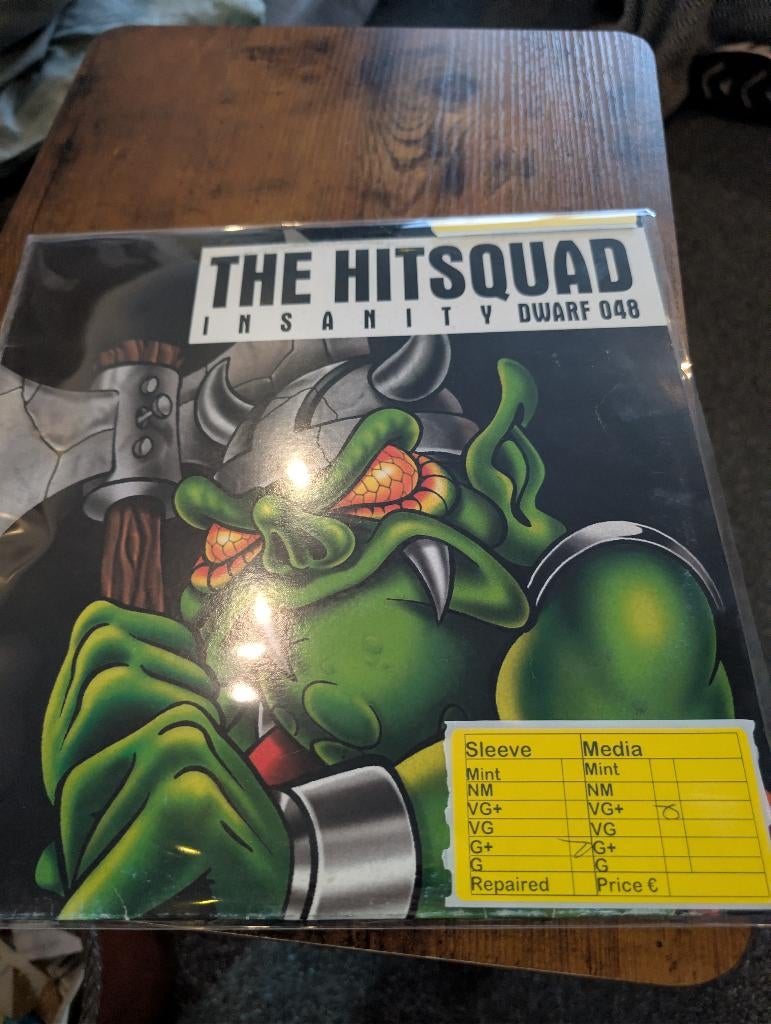 THE HITSQUAD
INSANITY DWARF 048
Sleeve Media
Mint Mint
NM NM
VG+ VG+
VG VG
G+ G+
G G
Repaired Price €